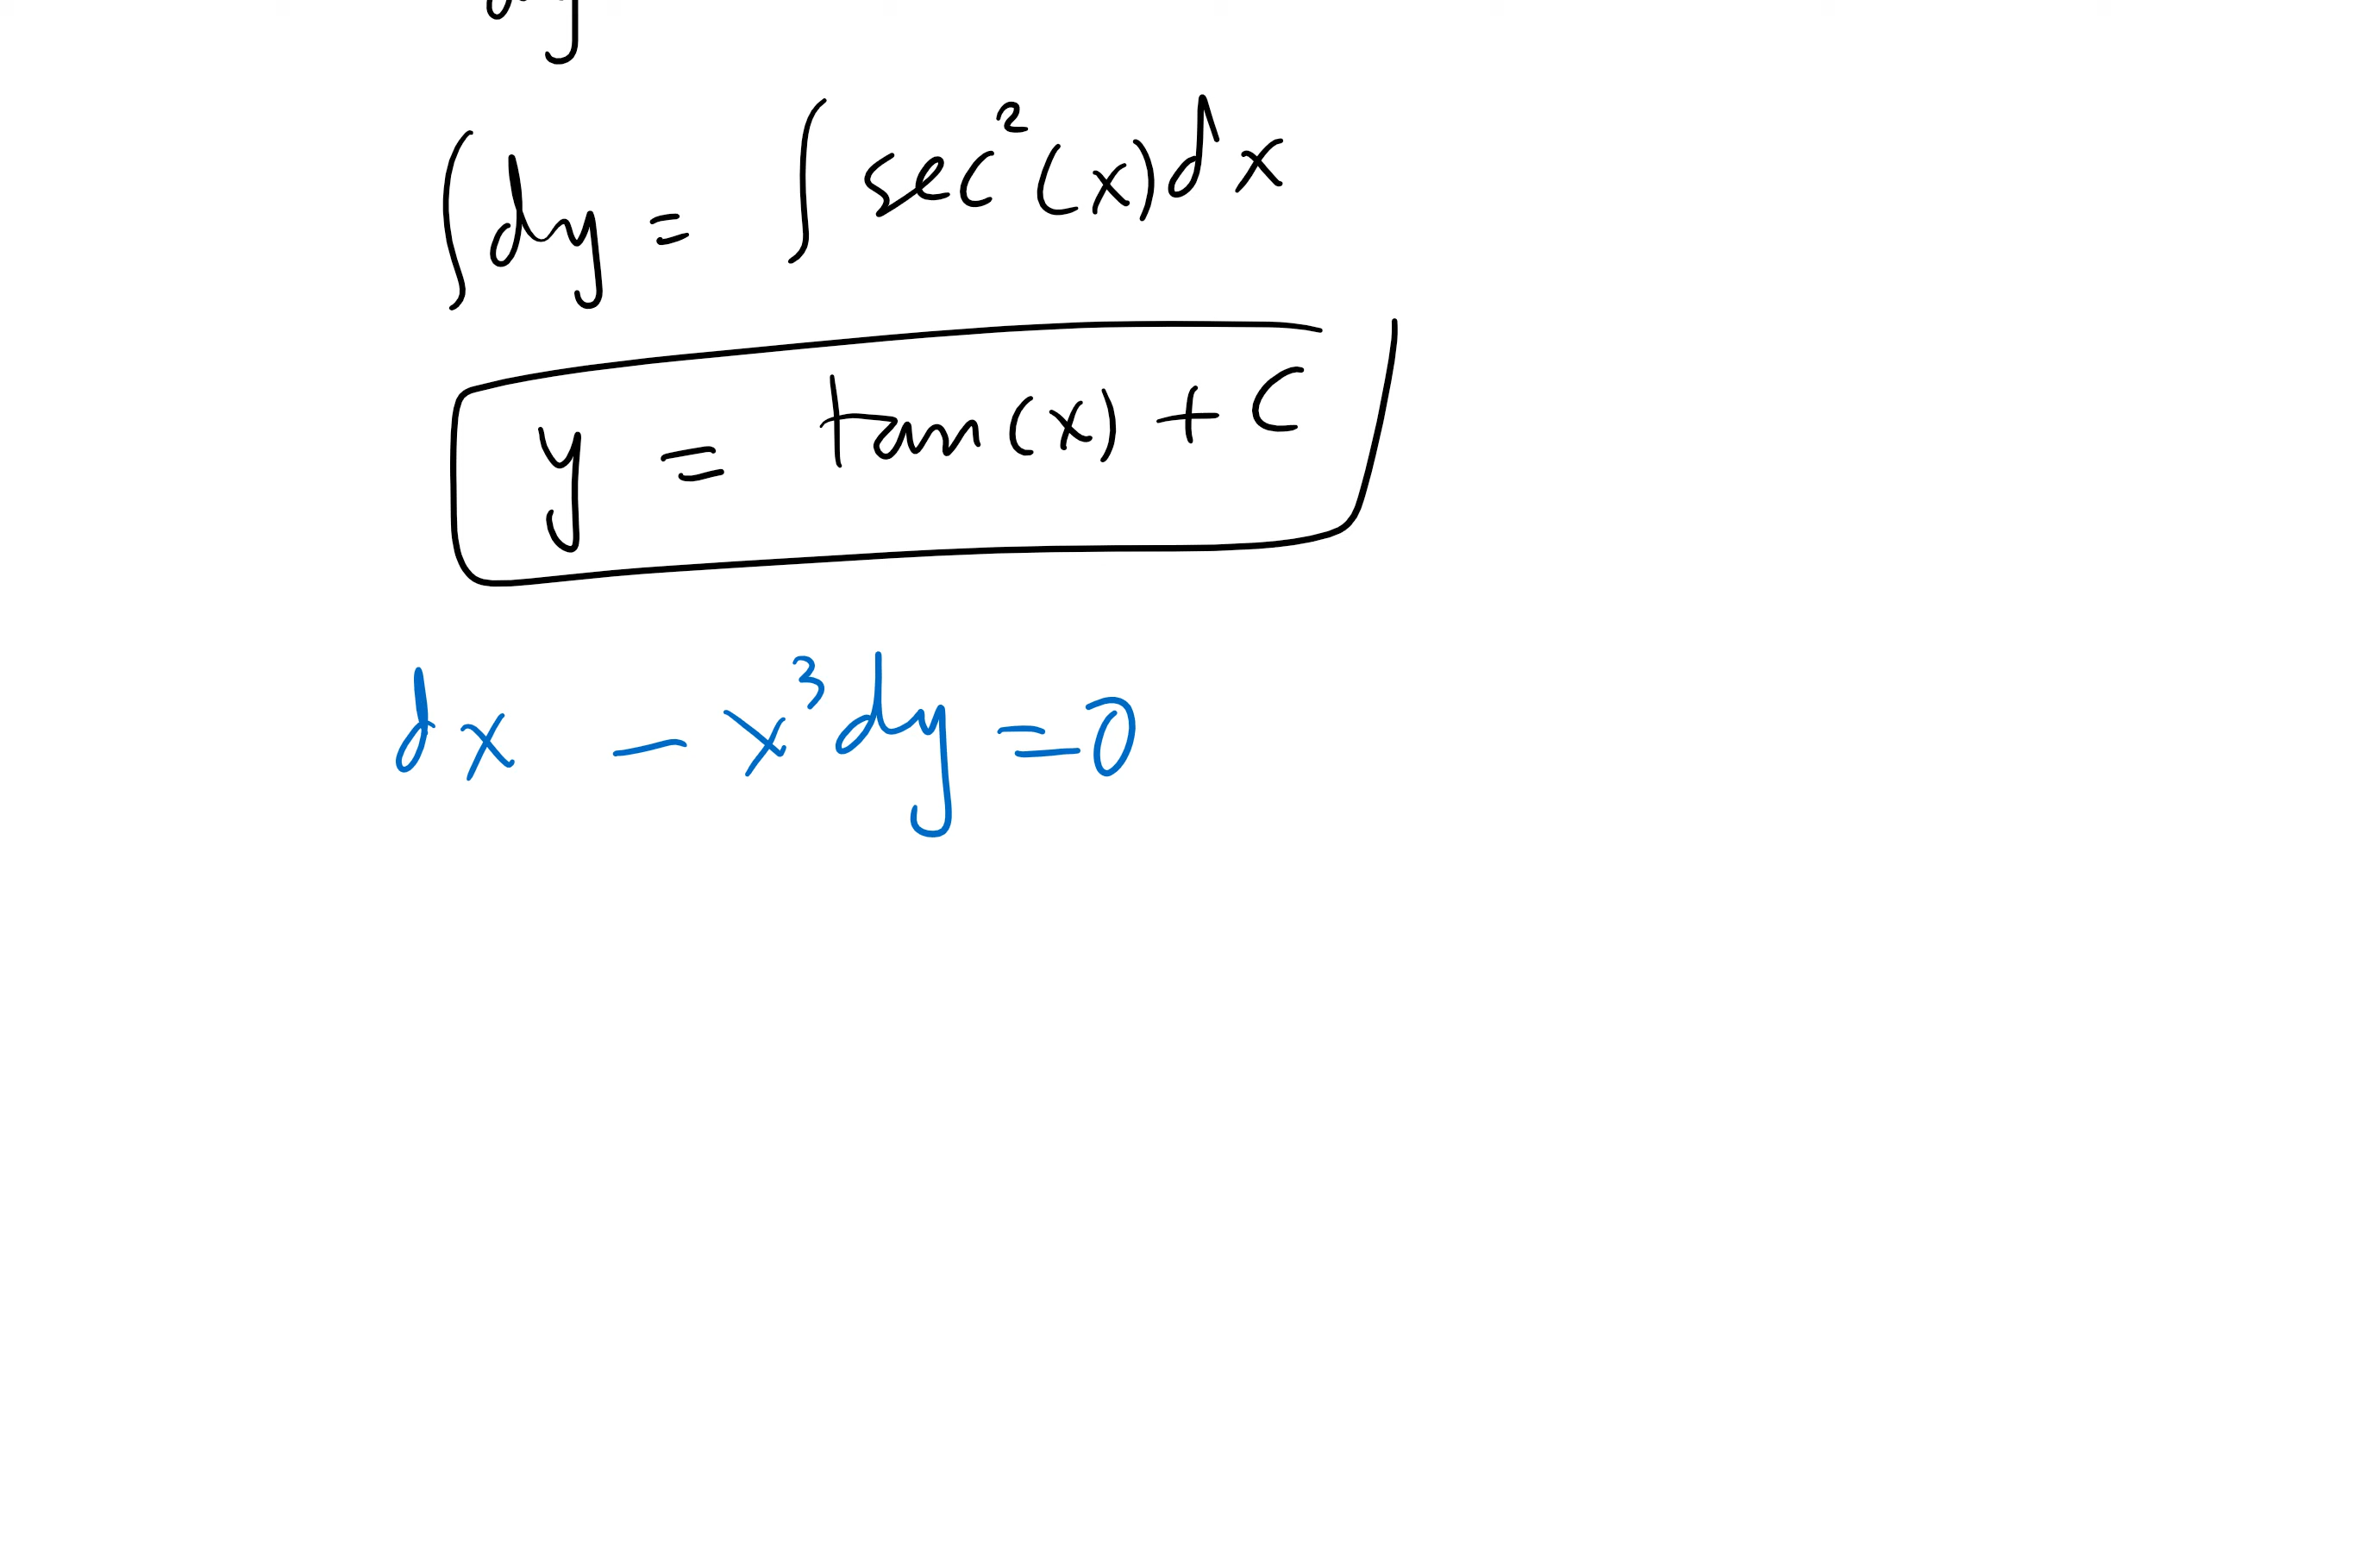 ∫dy = ∫sec²(x)dx
y = tan(x) + C
dx − x³dy = 0